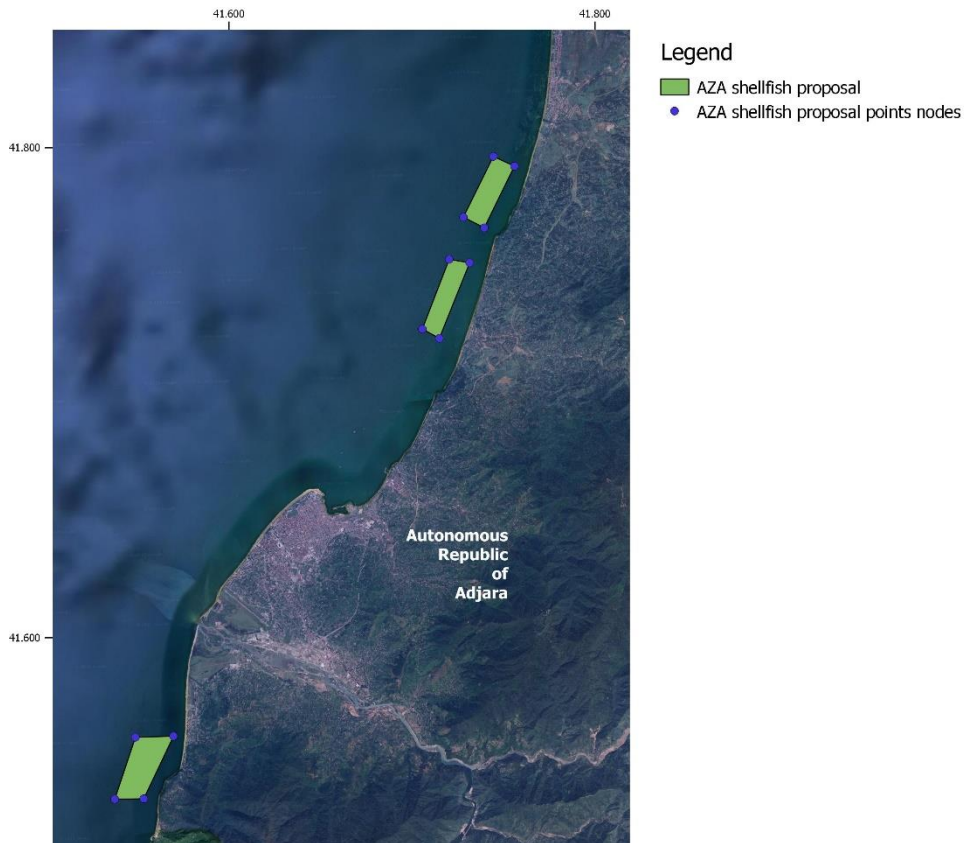 41.600
41.800
Legend
AZA shellfish proposal
AZA shellfish proposal points nodes
41.800
Autonomous
Republic
of
Adjara
41.600